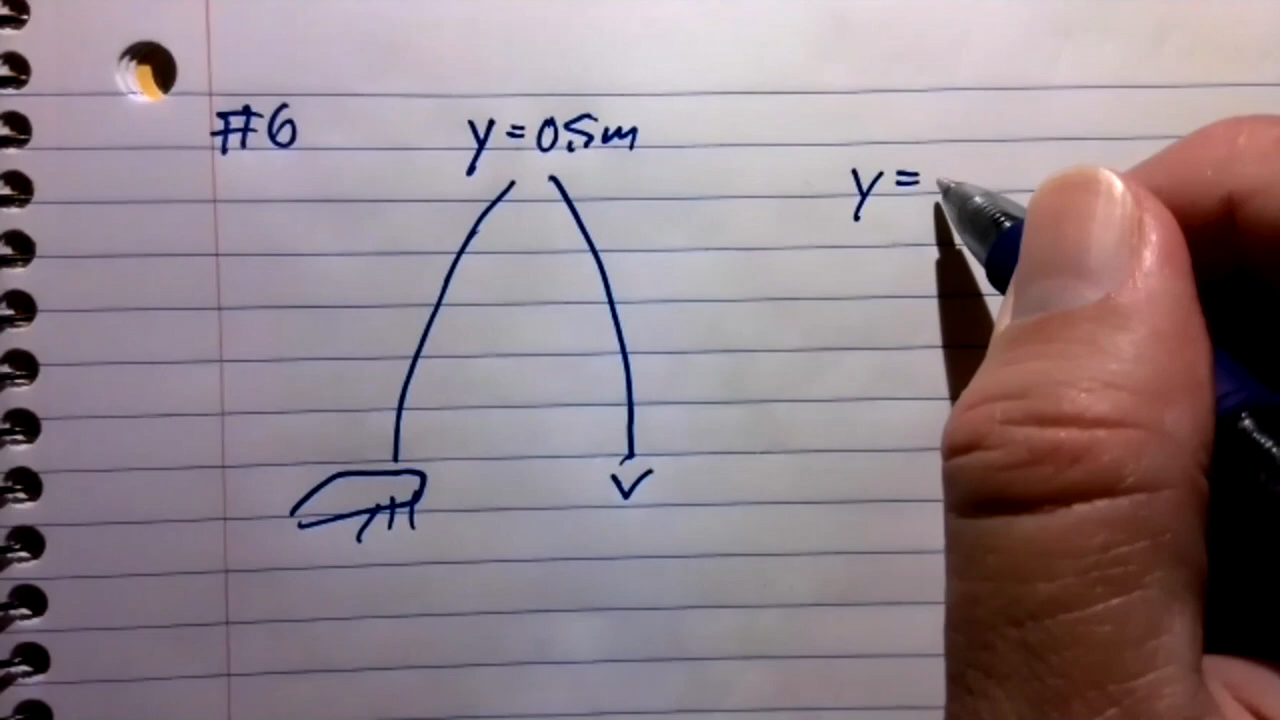 #6
y = 0.5m
y =